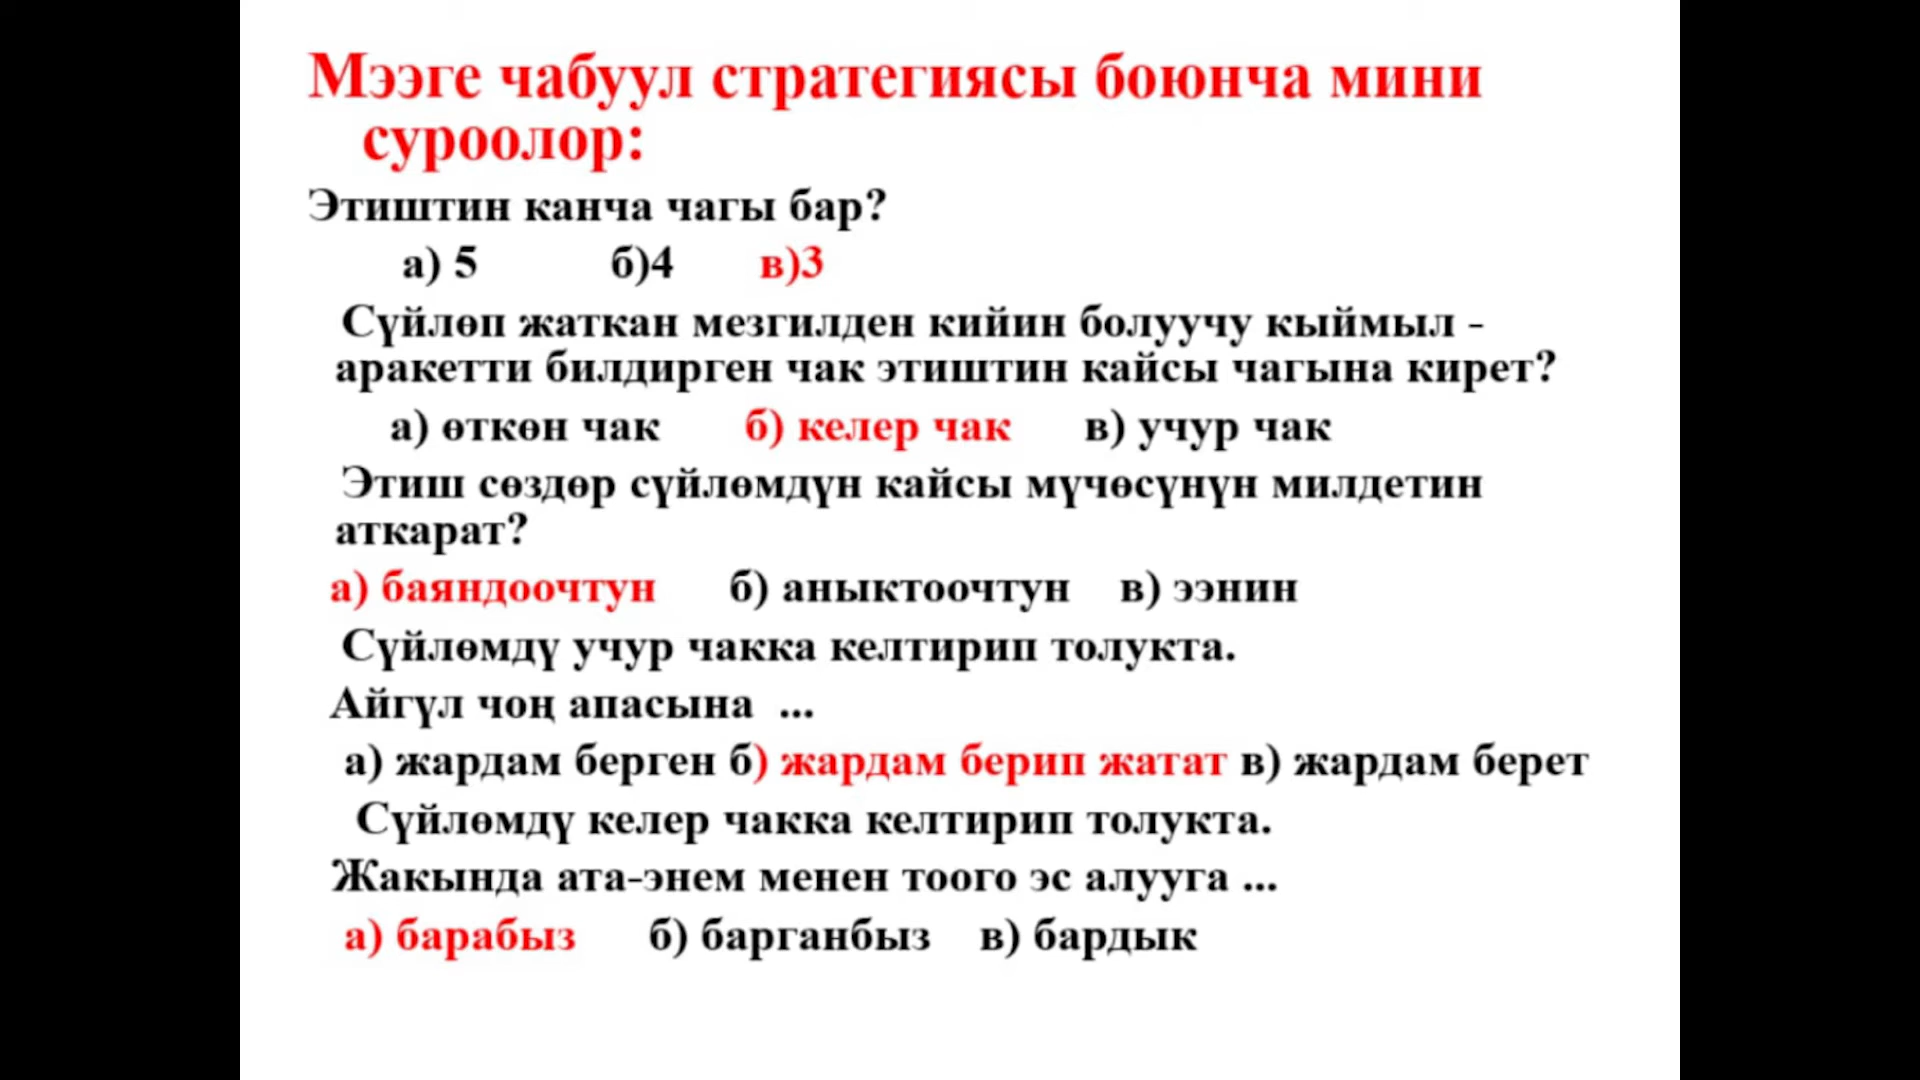 Мээге чабуул стратегиясы боюнча мини
суроолор:
Этиштин канча чагы бар?
а) 5 б)4 в)3
Сүйлөп жаткан мезгилден кийин болуучу кыймыл -
аракетти билдирген чак этиштин кайсы чагына кирет?
а) өткөн чак б) келер чак в) учур чак
Этиш сөздөр сүйлөмдүн кайсы мүчөсүнүн милдетин
аткарат?
а) баяндоочтун б) аныктоочтун в) ээнин
Сүйлөмдү учур чакка келтирип толукта.
Айгүл чоң апасына ...
а) жардам берген б) жардам берип жатат в) жардам берет
Сүйлөмдү келер чакка келтирип толукта.
Жакында ата-энем менен тоого эс алууга ...
а) барабыз б) барганбыз в) бардык